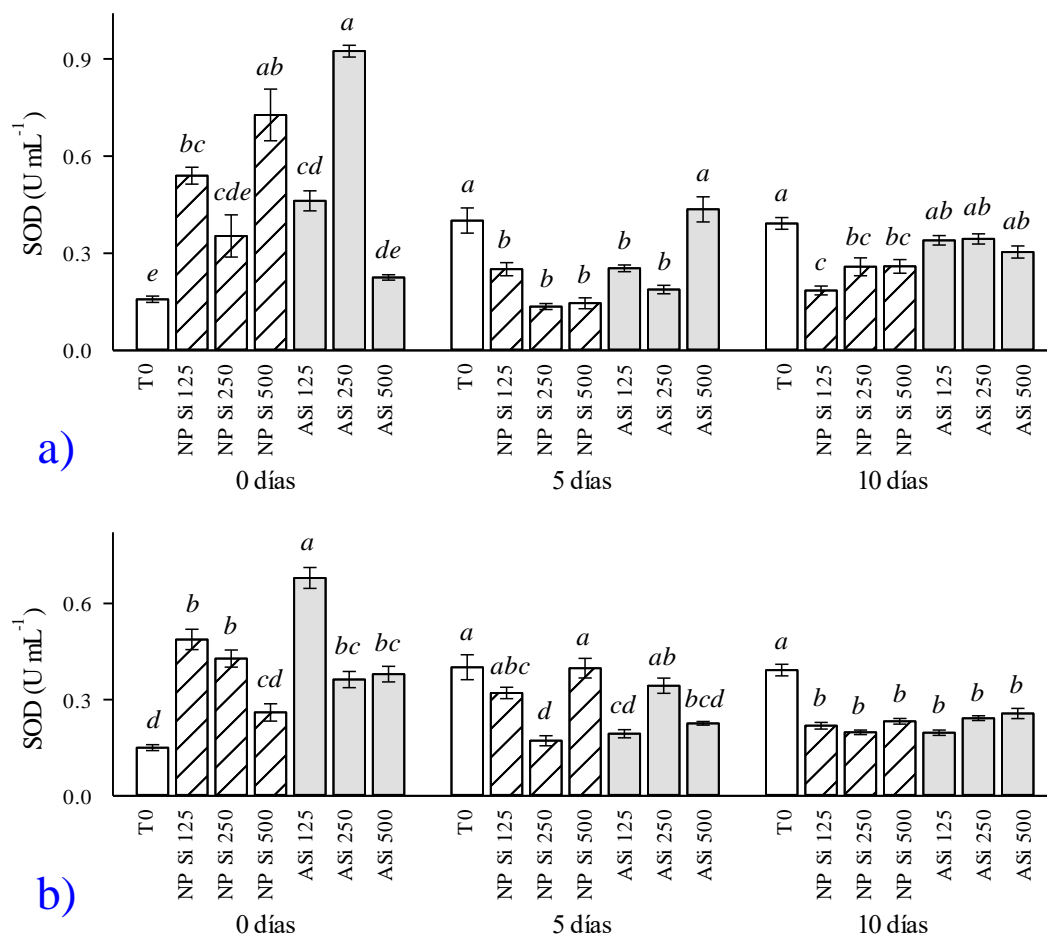 a
ab
0.9
bc
SOD (U mL⁻¹)
0.6
cd
a
cde
a
a
ab
ab
ab
b
b
bc
bc
de
0.3
b
b
b
c
e
0.0
T0
NP Si 125
NP Si 250
NP Si 500
ASi 125
ASi 250
ASi 500
T0
NP Si 125
NP Si 250
NP Si 500
ASi 125
ASi 250
ASi 500
T0
NP Si 125
NP Si 250
NP Si 500
ASi 125
ASi 250
ASi 500
a)
0 días
5 días
10 días
a
b
b
0.6
SOD (U mL⁻¹)
bc
bc
cd
a
abc
a
ab
a
d
cd
bcd
0.3
b
b
b
b
b
b
d
0.0
T0
NP Si 125
NP Si 250
NP Si 500
ASi 125
ASi 250
ASi 500
T0
NP Si 125
NP Si 250
NP Si 500
ASi 125
ASi 250
ASi 500
T0
NP Si 125
NP Si 250
NP Si 500
ASi 125
ASi 250
ASi 500
b)
0 días
5 días
10 días